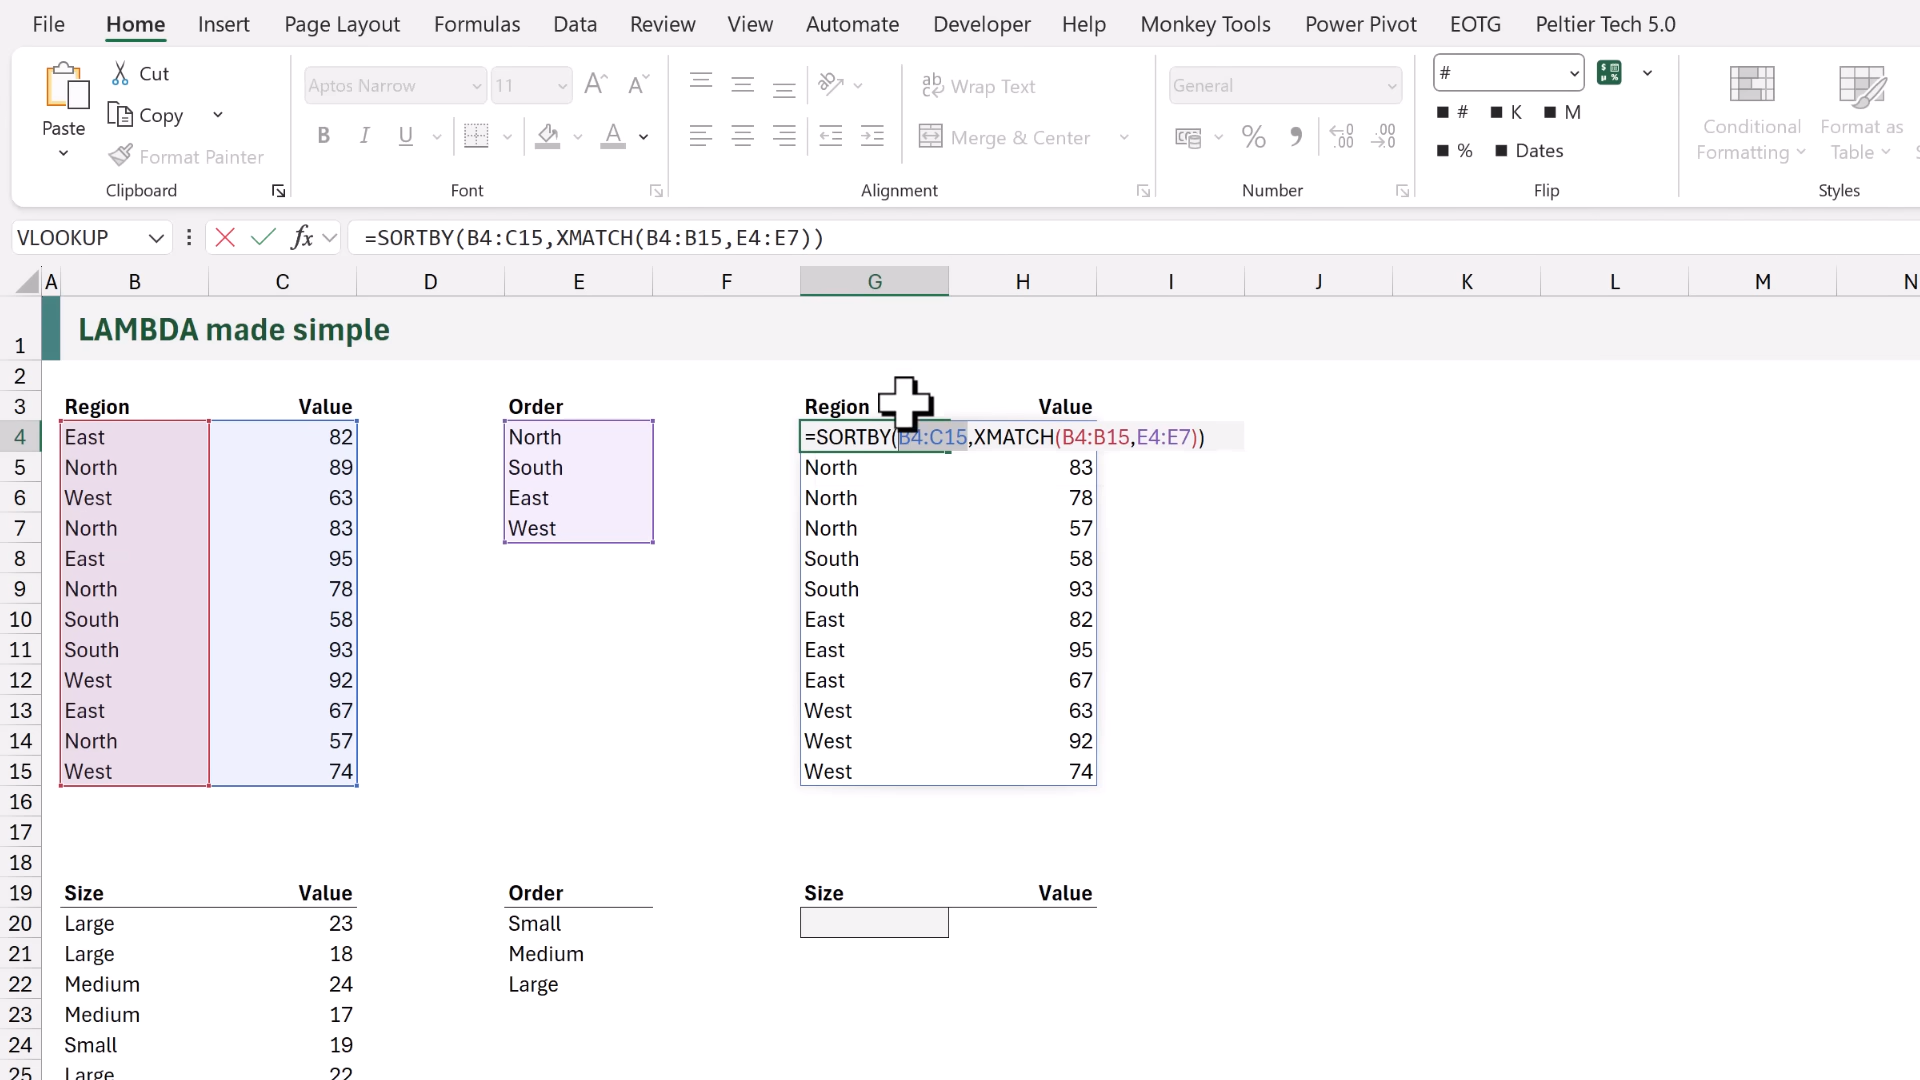 File Home Insert Page Layout Formulas Data Review View Automate Developer Help Monkey Tools Power Pivot EOTG Peltier Tech 5.0
Paste
Cut
Copy
Format Painter
Clipboard
Aptos Narrow 11
Font
Wrap Text
Merge & Center
Alignment
General
Number
#
# K M
% Dates
Flip
Conditional Formatting
Format as Table
Styles
VLOOKUP fx =SORTBY(B4:C15,XMATCH(B4:B15,E4:E7))
A B C D E F G H I J K L M N
1 LAMBDA made simple
2
3 Region Value Order Region Value
4 East 82 North =SORTBY(B4:C15,XMATCH(B4:B15,E4:E7))
5 North 89 South North 83
6 West 63 East North 78
7 North 83 West North 57
8 East 95 South 58
9 North 78 South 93
10 South 58 East 82
11 South 93 East 95
12 West 92 East 67
13 East 67 West 63
14 North 57 West 92
15 West 74 West 74
16
17
18
19 Size Value Order Size Value
20 Large 23 Small
21 Large 18 Medium
22 Medium 24 Large
23 Medium 17
24 Small 19
25 Large 22